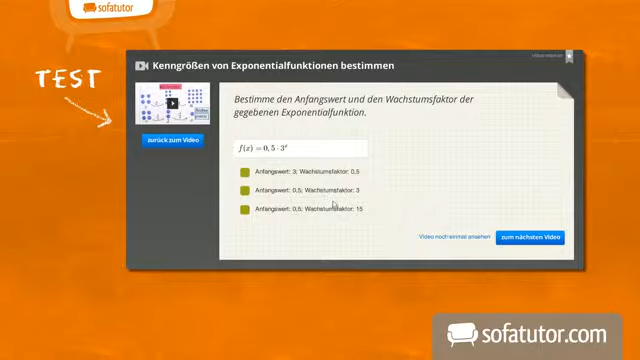 sofatutor
TEST
Kenngrößen von Exponentialfunktionen bestimmen
zurück zum Video
Bestimme den Anfangswert und den Wachstumsfaktor der
gegebenen Exponentialfunktion.
f(x) = 0,5 · 3ˣ
Anfangswert: 3; Wachstumsfaktor: 0,5
Anfangswert: 0,5; Wachstumsfaktor: 3
Anfangswert: 0,5; Wachstumsfaktor: 15
Video noch einmal ansehen
zum nächsten Video
sofatutor.com